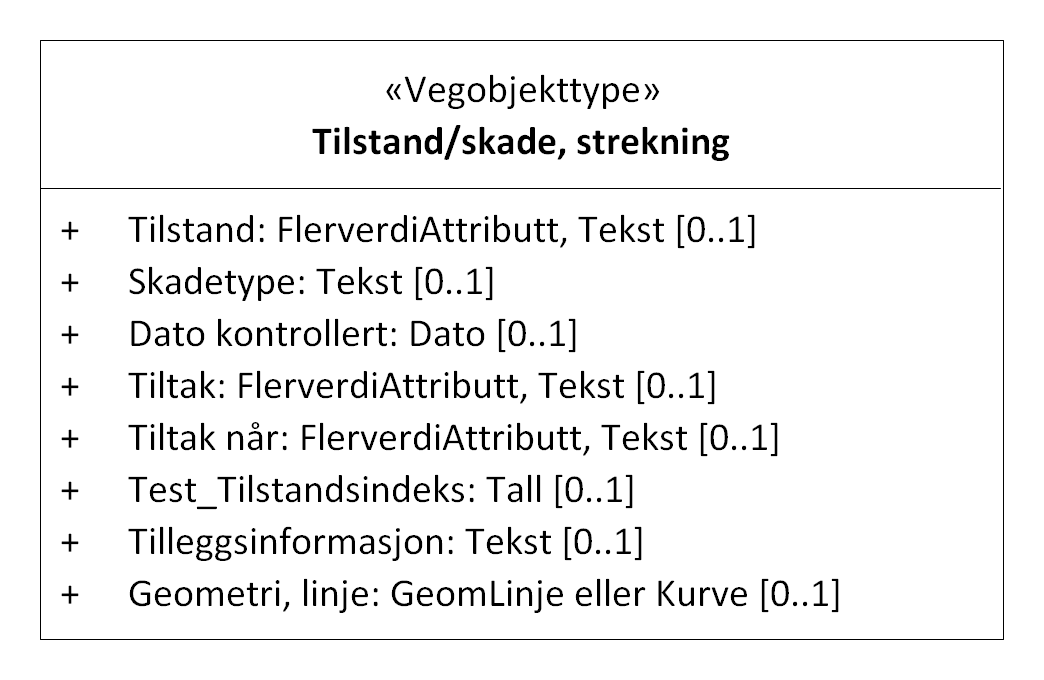 «Vegobjekttype»
Tilstand/skade, strekning
+ Tilstand: FlerverdiAttributt, Tekst [0..1]
+ Skadetype: Tekst [0..1]
+ Dato kontrollert: Dato [0..1]
+ Tiltak: FlerverdiAttributt, Tekst [0..1]
+ Tiltak når: FlerverdiAttributt, Tekst [0..1]
+ Test_Tilstandsindeks: Tall [0..1]
+ Tilleggsinformasjon: Tekst [0..1]
+ Geometri, linje: GeomLinje eller Kurve [0..1]